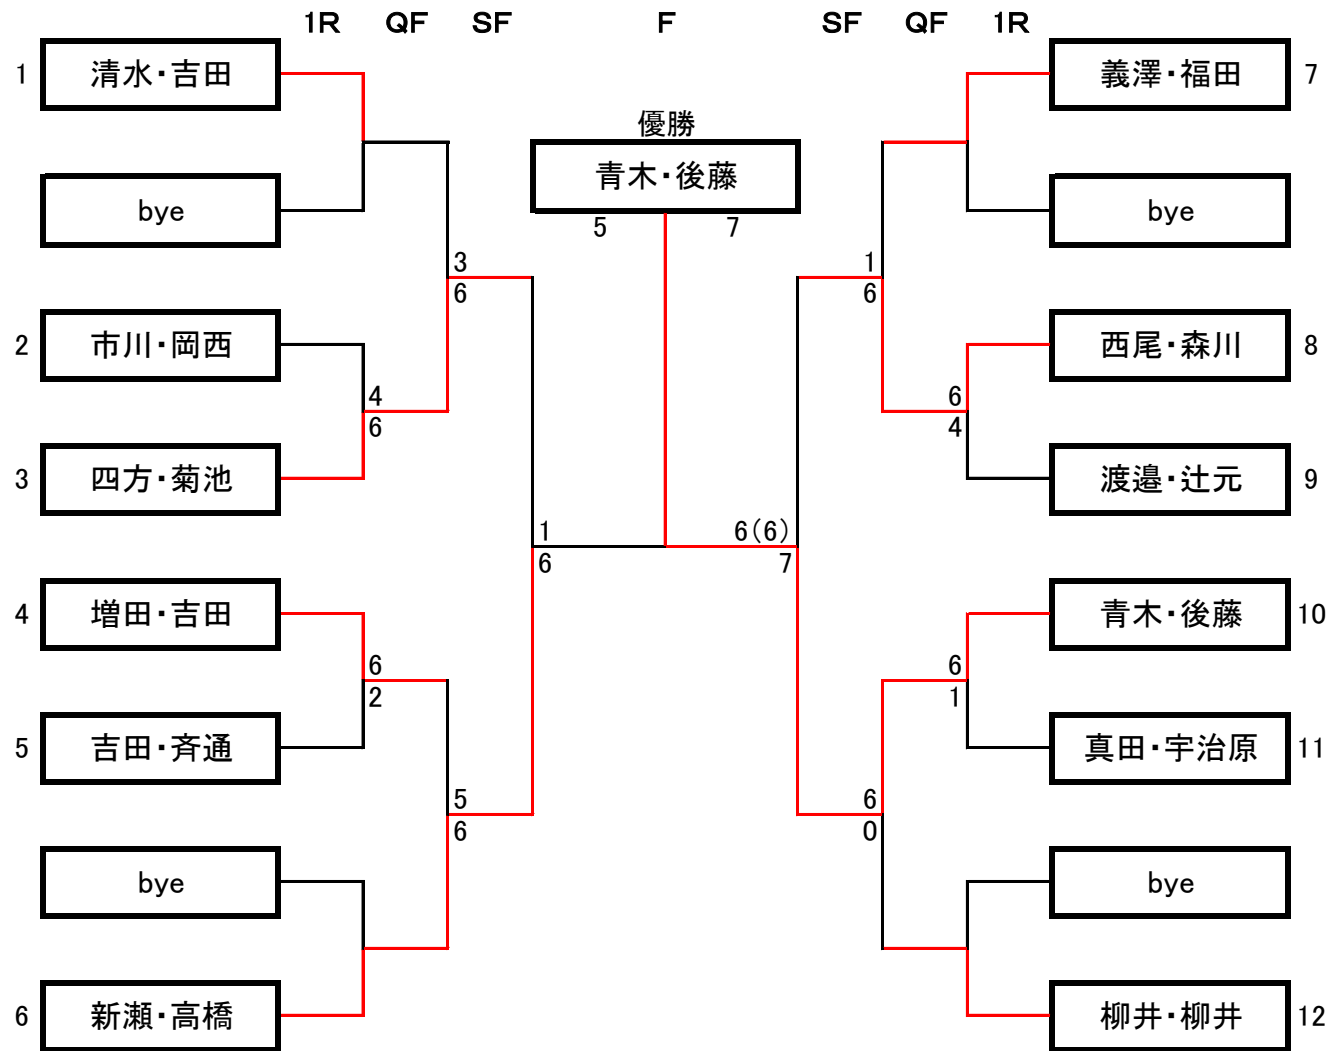 1R QF SF F SF QF 1R
1 清水・吉田
bye
2 市川・岡西
3 四方・菊池
4 増田・吉田
5 吉田・斉通
bye
6 新瀬・高橋
4
6
6
2
3
6
5
6
1
6
優勝
青木・後藤
5 7
6(6)
7
1
6
6
0
6
4
6
1
義澤・福田 7
bye
西尾・森川 8
渡邉・辻元 9
青木・後藤 10
真田・宇治原 11
bye
柳井・柳井 12